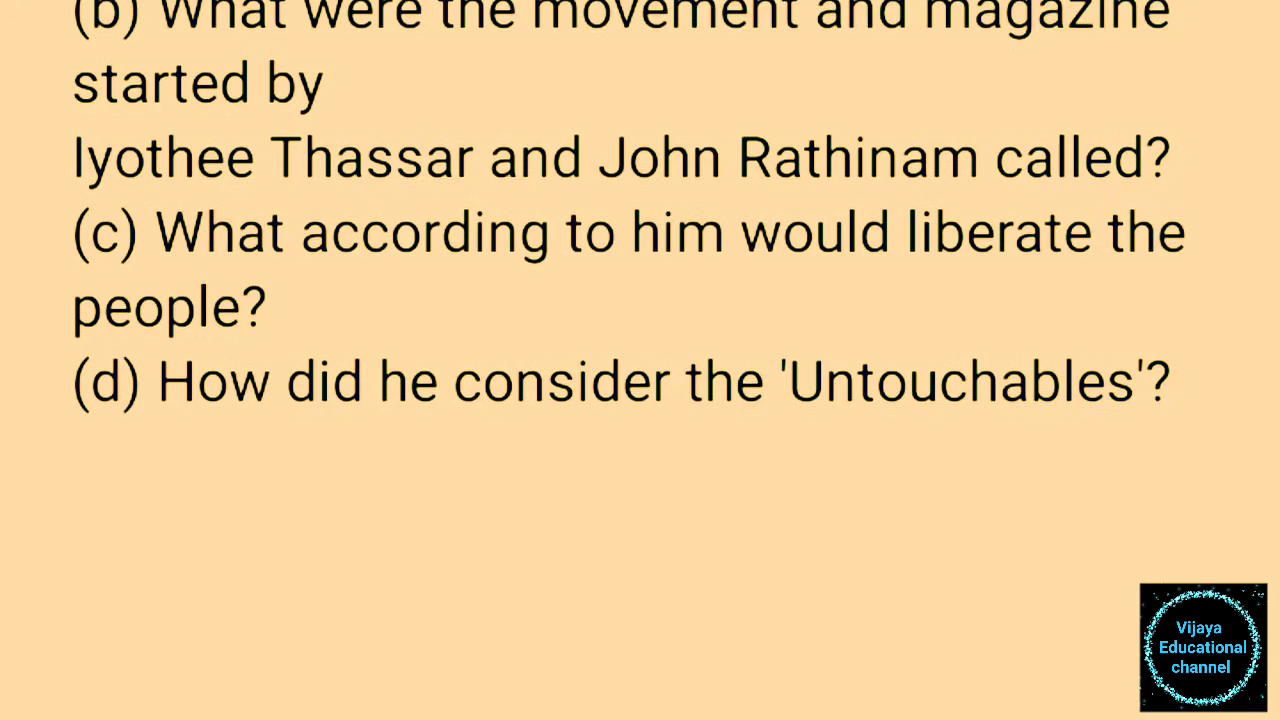 (b) What were the movement and magazine
started by
Iyothee Thassar and John Rathinam called?
(c) What according to him would liberate the
people?
(d) How did he consider the 'Untouchables'?
Vijaya
Educational
channel